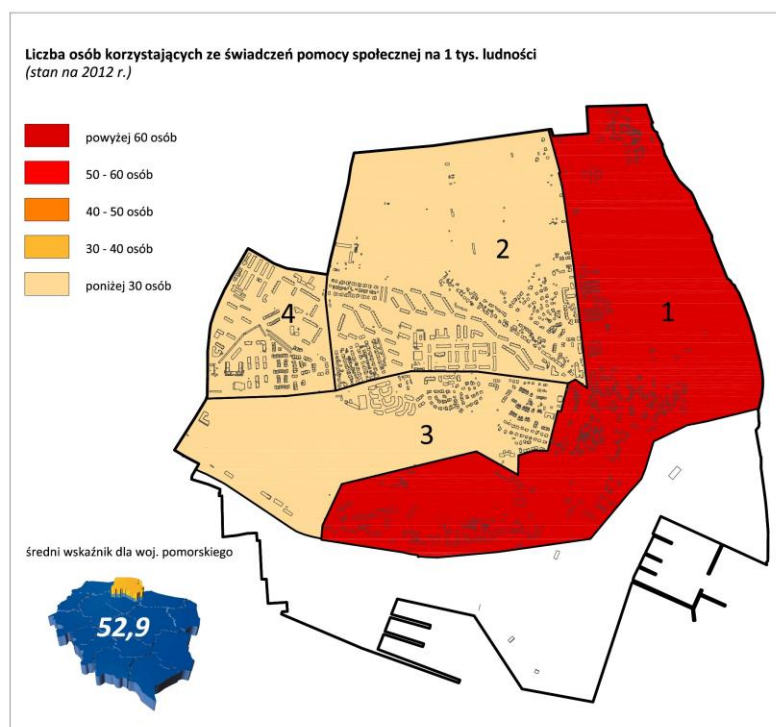 Liczba osób korzystających ze świadczeń pomocy społecznej na 1 tys. ludności
(stan na 2012 r.)
powyżej 60 osób
50 - 60 osób
40 - 50 osób
30 - 40 osób
poniżej 30 osób
2
4
1
3
średni wskaźnik dla woj. pomorskiego
52,9